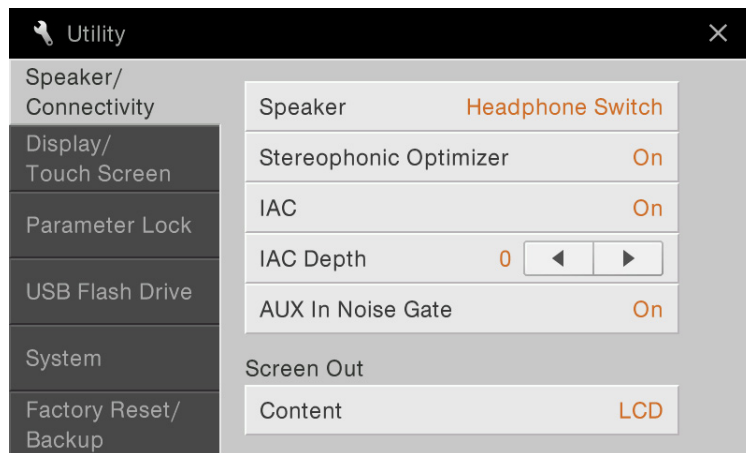 Utility
Speaker/
Connectivity
Display/
Touch Screen
Parameter Lock
USB Flash Drive
System
Factory Reset/
Backup
Speaker Headphone Switch
Stereophonic Optimizer On
IAC On
IAC Depth 0
AUX In Noise Gate On
Screen Out
Content LCD